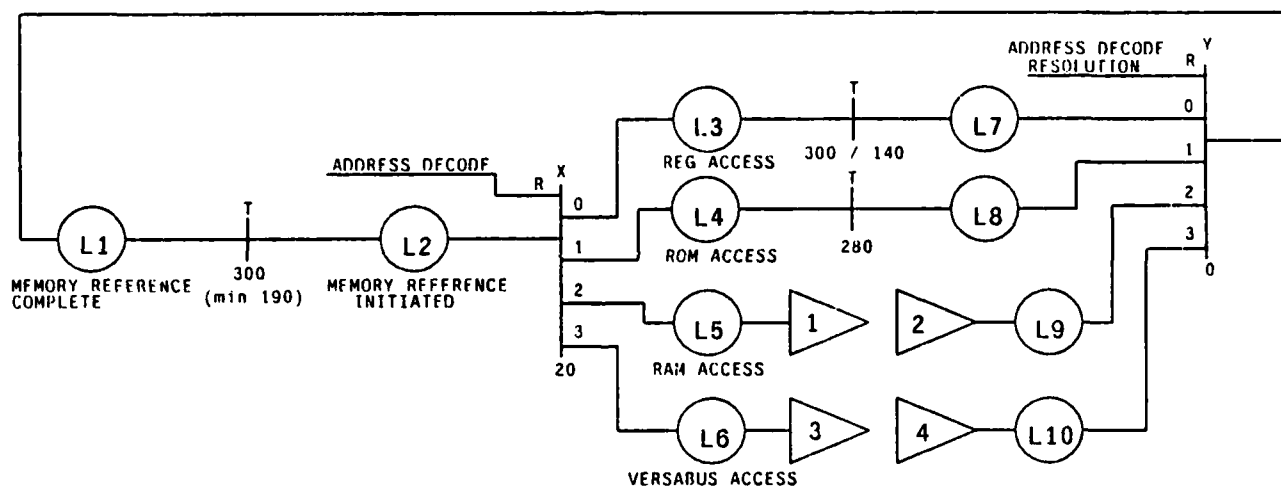 ADDRESS DECODE Y
RESOLUTION R
T
0
L3 L7
REG ACCESS 300 / 140
1
ADDRESS DECODE X
T
R
0
2
L4 L8
T
L1 L2
1
3
ROM ACCESS 280
0
300
MEMORY REFERENCE MEMORY REFERENCE
COMPLETE (min 190) INITIATED
2
L5 1 2 L9
3
20 RAM ACCESS
L6 3 4 L10
VERSABUS ACCESS